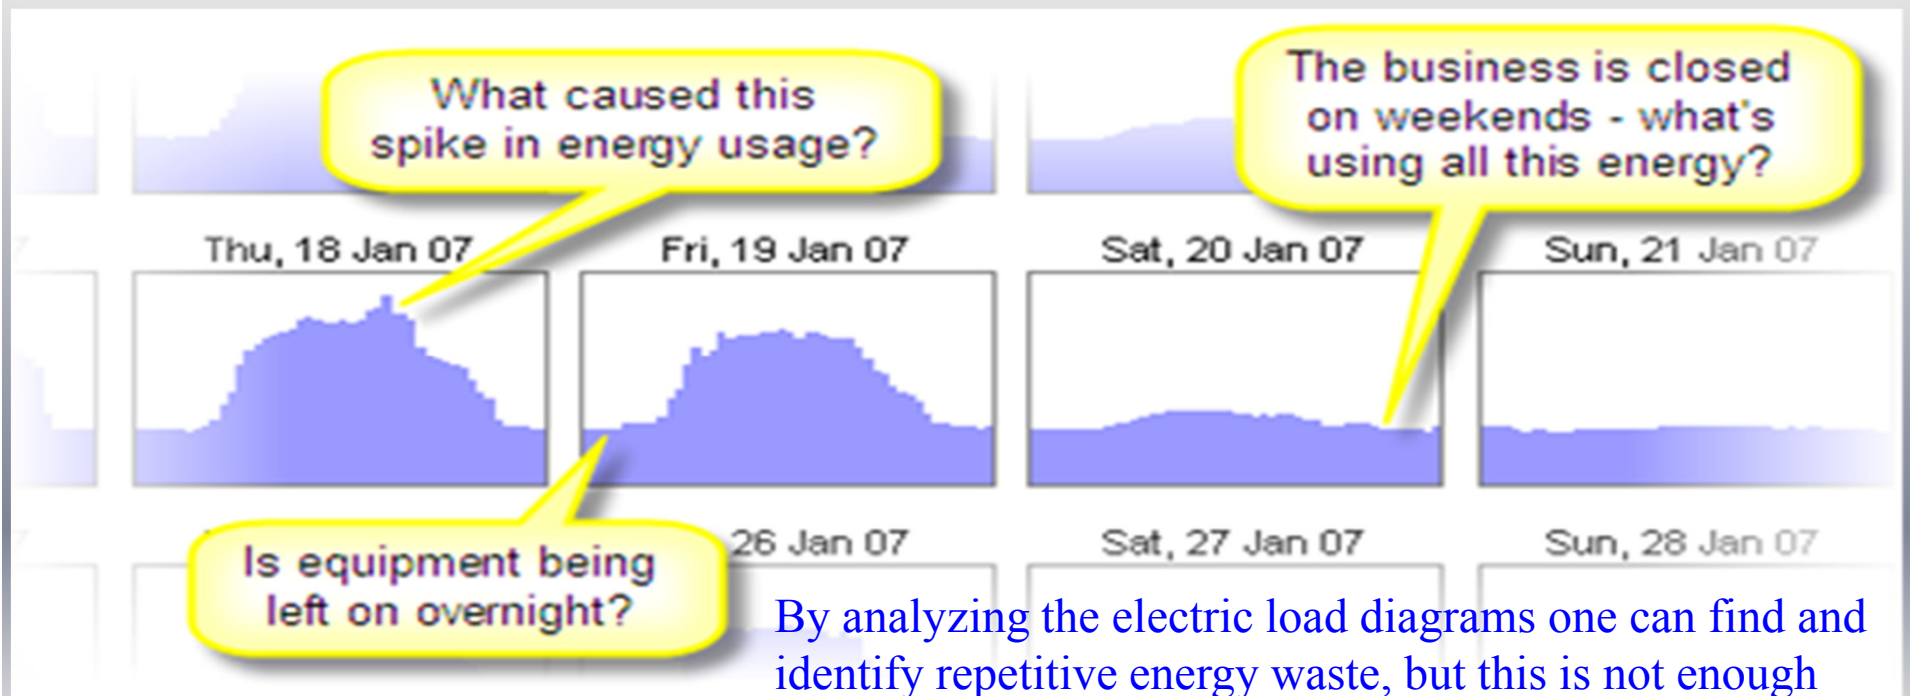 What caused this
spike in energy usage?
The business is closed
on weekends - what's
using all this energy?
Thu, 18 Jan 07
Fri, 19 Jan 07
Sat, 20 Jan 07
Sun, 21 Jan 07
Is equipment being
left on overnight?
26 Jan 07
Sat, 27 Jan 07
Sun, 28 Jan 07
By analyzing the electric load diagrams one can find and
identify repetitive energy waste, but this is not enough